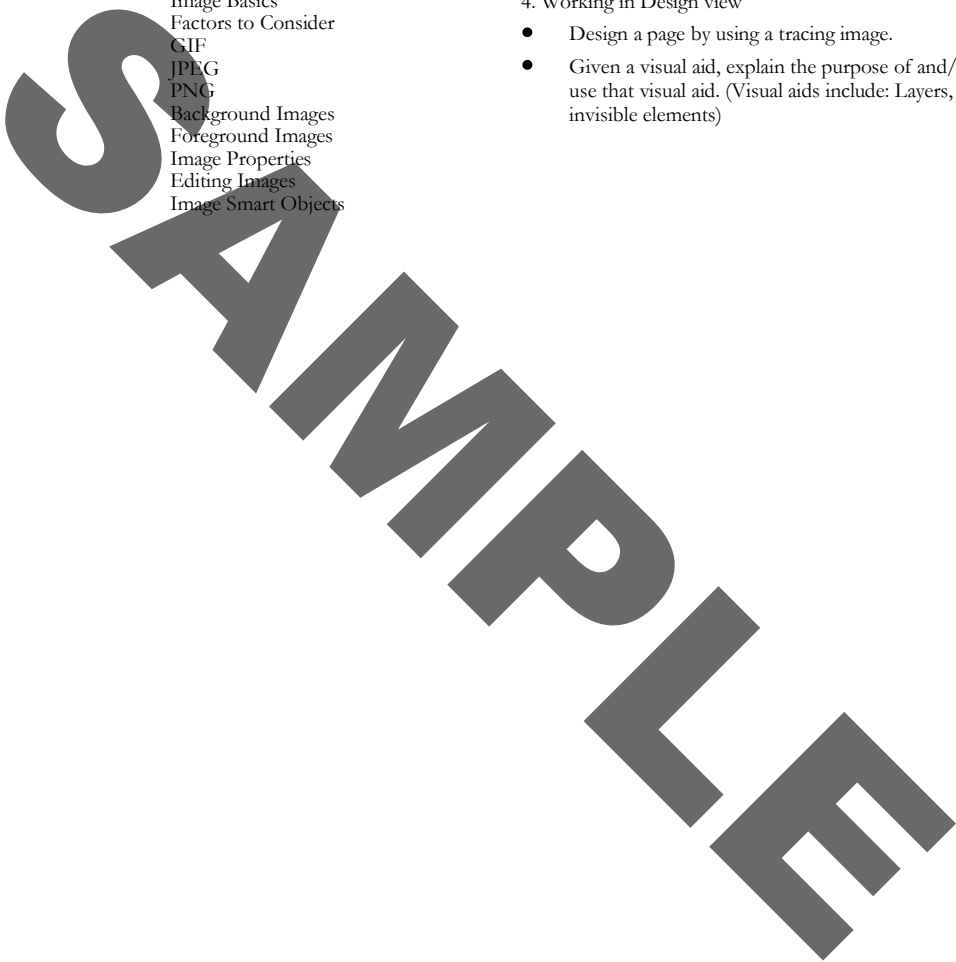 Image Basics
Factors to Consider
GIF
JPEG
PNG
Background Images
Foreground Images
Image Properties
Editing Images
Image Smart Objects
4. Working in Design view
● Design a page by using a tracing image.
● Given a visual aid, explain the purpose of and/
use that visual aid. (Visual aids include: Layers,
invisible elements)
SAMPLE